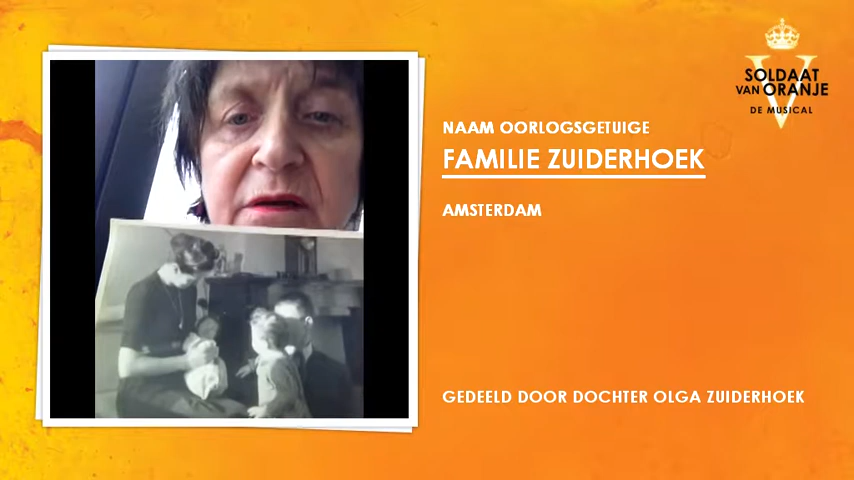 SOLDAAT
VAN ORANJE
DE MUSICAL
NAAM OORLOGSGETUIGE
FAMILIE ZUIDERHOEK
AMSTERDAM
GEDEELD DOOR DOCHTER OLGA ZUIDERHOEK